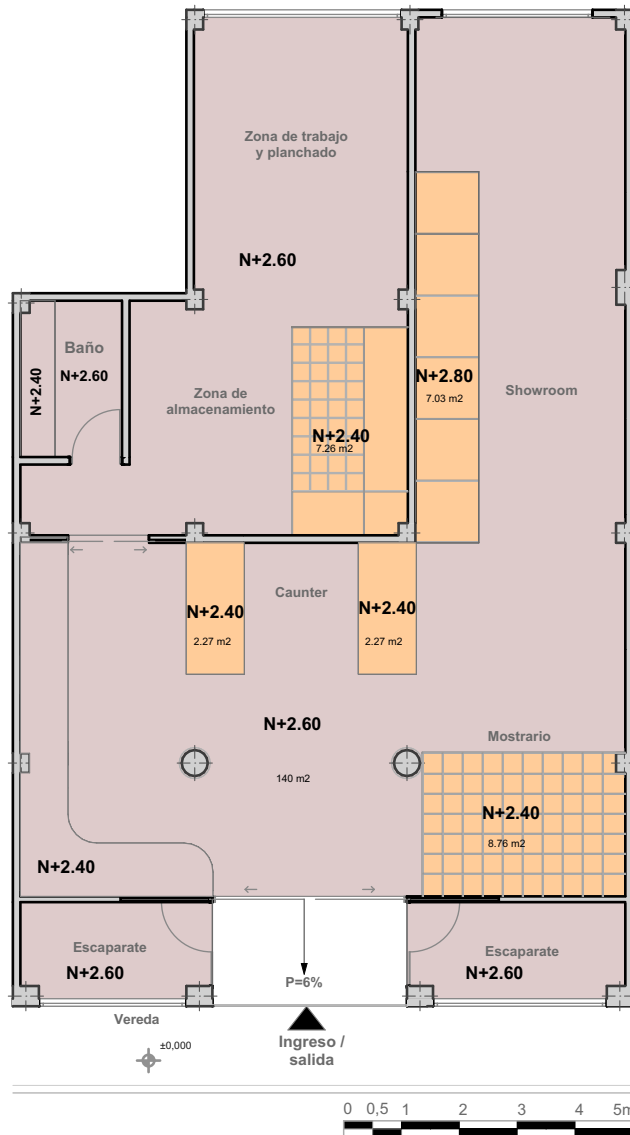 Zona de trabajo
y planchado
N+2.60
Baño
N+2.60
N+2.40
Zona de
almacenamiento
N+2.40
7.26 m2
N+2.80
7.03 m2
Showroom
Caunter
N+2.40
2.27 m2
N+2.40
2.27 m2
N+2.60
140 m2
Mostrario
N+2.40
8.76 m2
N+2.40
Escaparate
N+2.60
Escaparate
N+2.60
P=6%
Vereda
±0,000
Ingreso /
salida
0 0,5 1 2 3 4 5m